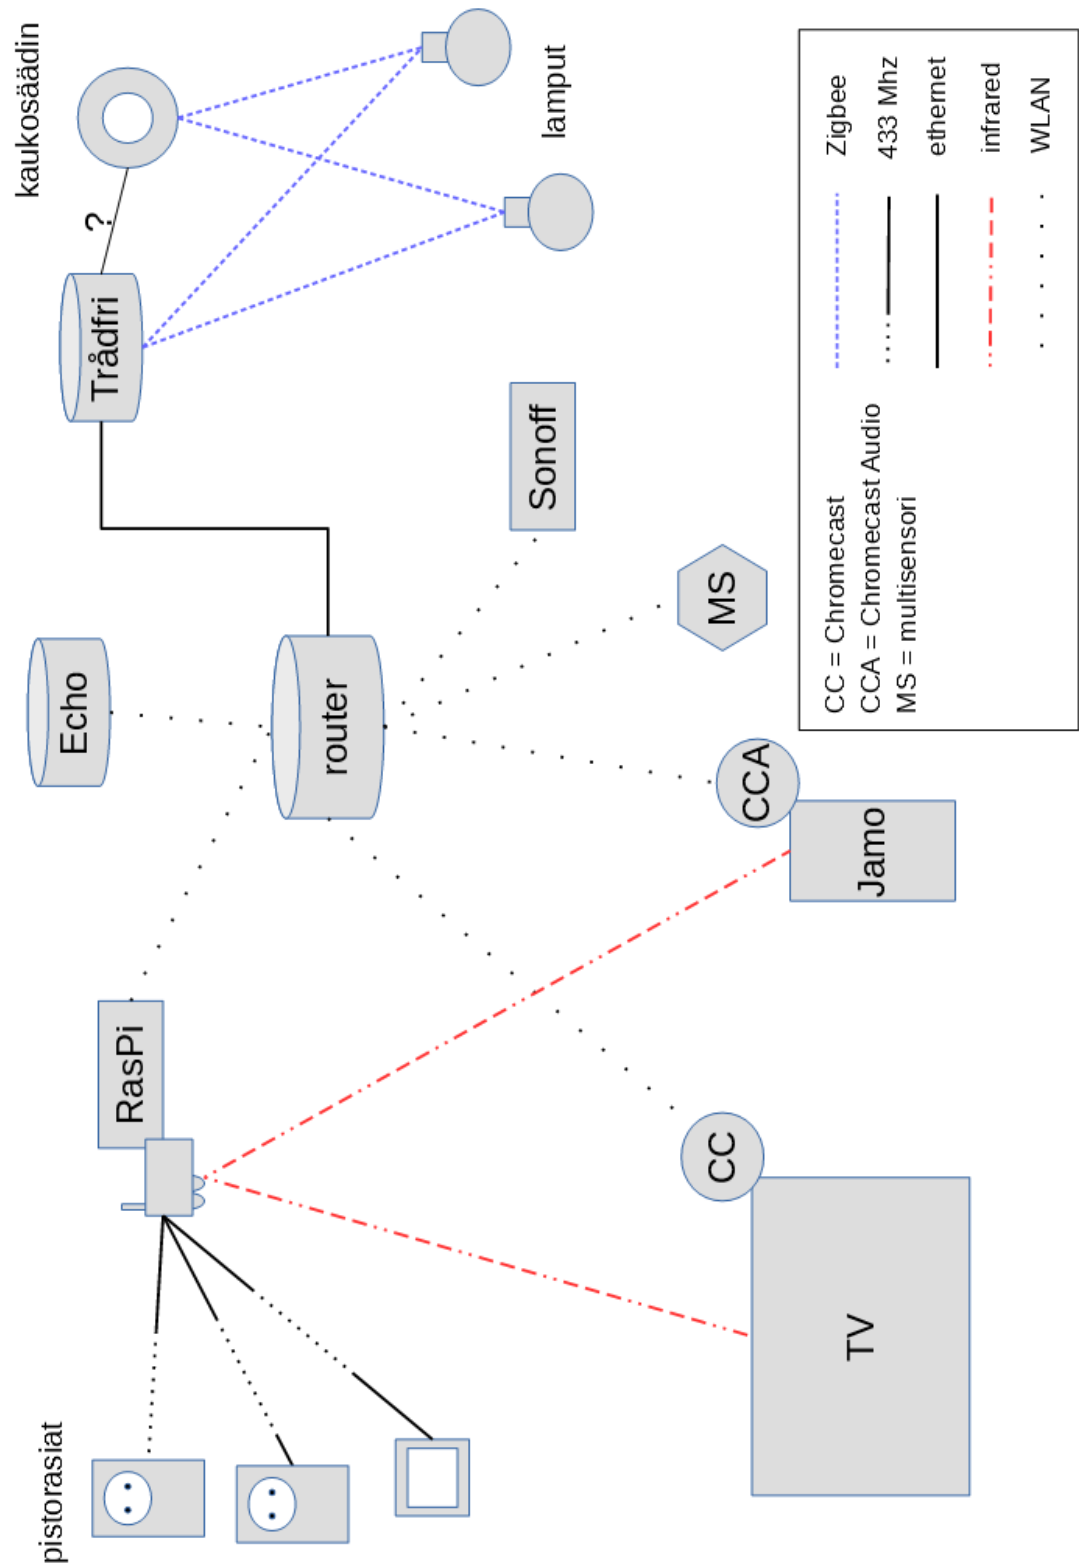 pistorasiat
RasPi
Echo
Trådfri
?
kaukosäädin
router
lamput
Sonoff
MS
CC
CCA
TV
Jamo
CC = Chromecast
CCA = Chromecast Audio
MS = multisensori
Zigbee
433 Mhz
ethernet
infrared
WLAN